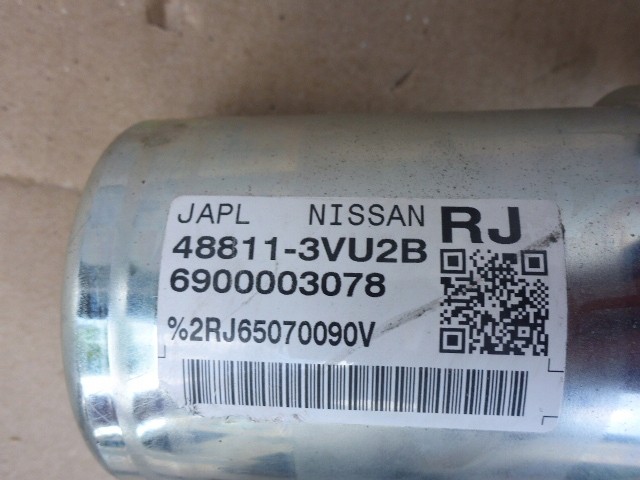 JAPL NISSAN RJ
48811-3VU2B
6900003078
%2RJ65070090V